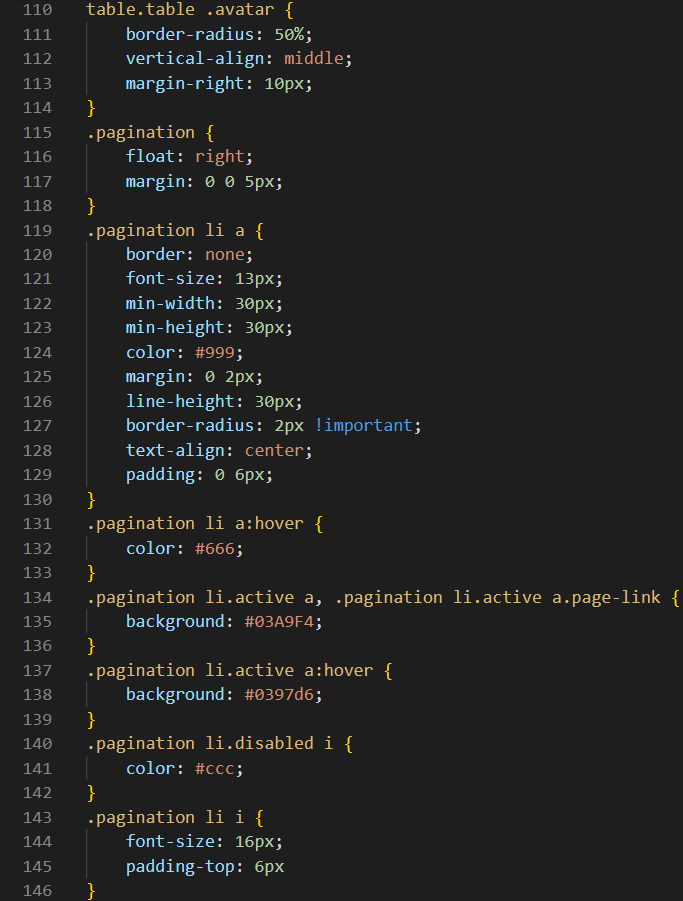 110 table.table .avatar {
111     border-radius: 50%;
112     vertical-align: middle;
113     margin-right: 10px;
114 }
115 .pagination {
116     float: right;
117     margin: 0 0 5px;
118 }
119 .pagination li a {
120     border: none;
121     font-size: 13px;
122     min-width: 30px;
123     min-height: 30px;
124     color: #999;
125     margin: 0 2px;
126     line-height: 30px;
127     border-radius: 2px !important;
128     text-align: center;
129     padding: 0 6px;
130 }
131 .pagination li a:hover {
132     color: #666;
133 }
134 .pagination li.active a, .pagination li.active a.page-link {
135     background: #03A9F4;
136 }
137 .pagination li.active a:hover {
138     background: #0397d6;
139 }
140 .pagination li.disabled i {
141     color: #ccc;
142 }
143 .pagination li i {
144     font-size: 16px;
145     padding-top: 6px
146 }